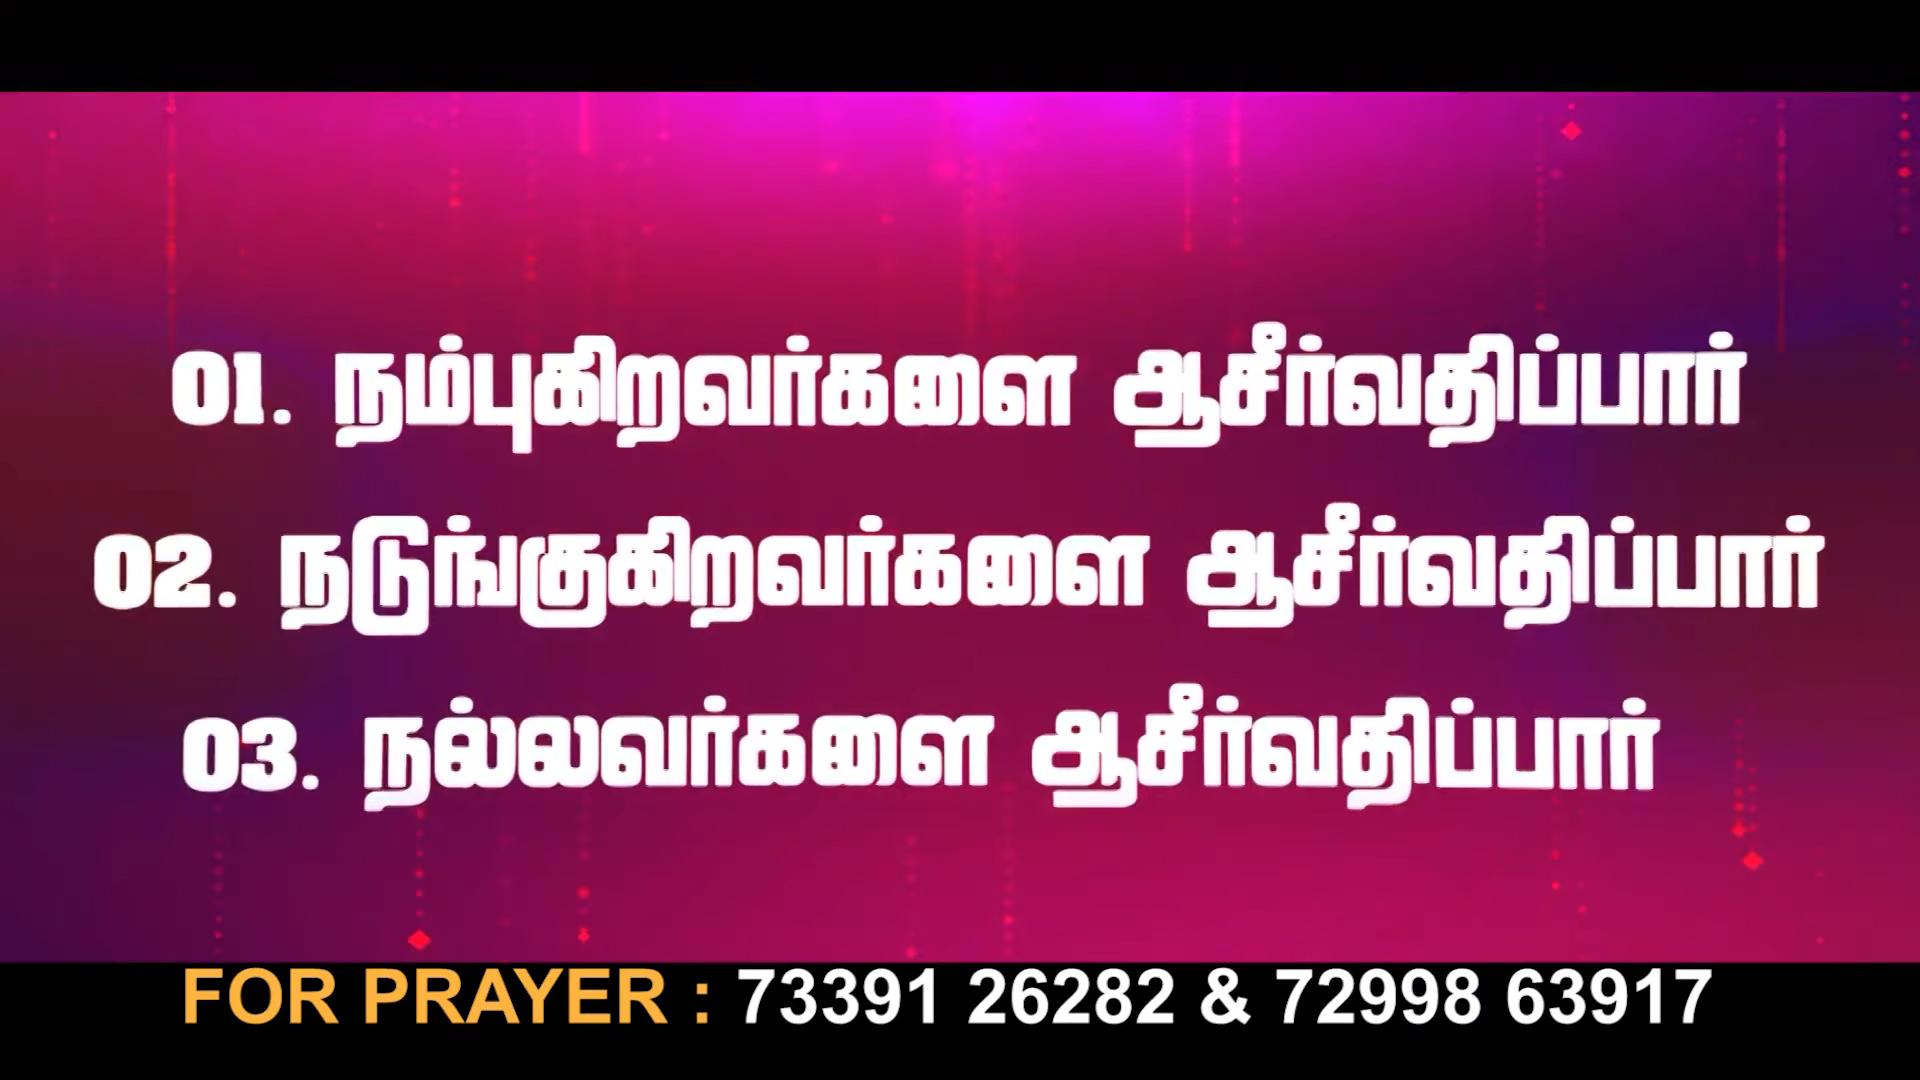 01. நம்புகிறவர்களை ஆசீர்வதிப்பார்
02. நடுங்குகிறவர்களை ஆசீர்வதிப்பார்
03. நல்லவர்களை ஆசீர்வதிப்பார்
FOR PRAYER : 73391 26282 & 72998 63917